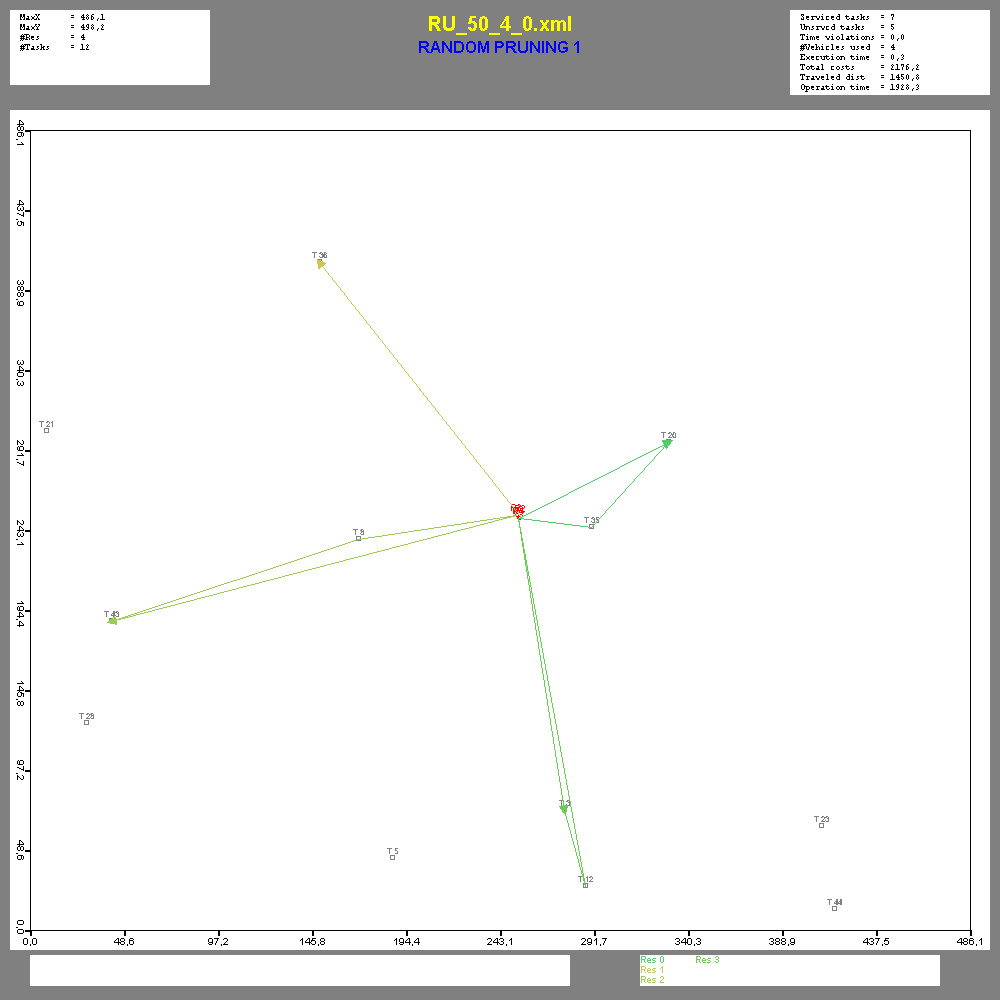 MaxX = 486,1
MaxY = 498,2
#Res = 4
#Tasks = 12
RU_50_4_0.xml
RANDOM PRUNING 1
Serviced tasks = 7
Unsrvcd tasks = 5
Time violations = 0,0
#Vehicles used = 4
Execution time = 0,3
Total costs = 2176,2
Traveled dist = 1450,8
Operation time = 1928,3
486,1
437,5
388,9
340,3
291,7
243,1
194,4
145,8
97,2
48,6
0,0
T 36
T 21
T 20
T 35
T 9
T 43
T 28
T 3
T 23
T 5
T 12
T 44
0,0 48,6 97,2 145,8 194,4 243,1 291,7 340,3 388,9 437,5 486,1
Res 0 Res 3
Res 1
Res 2